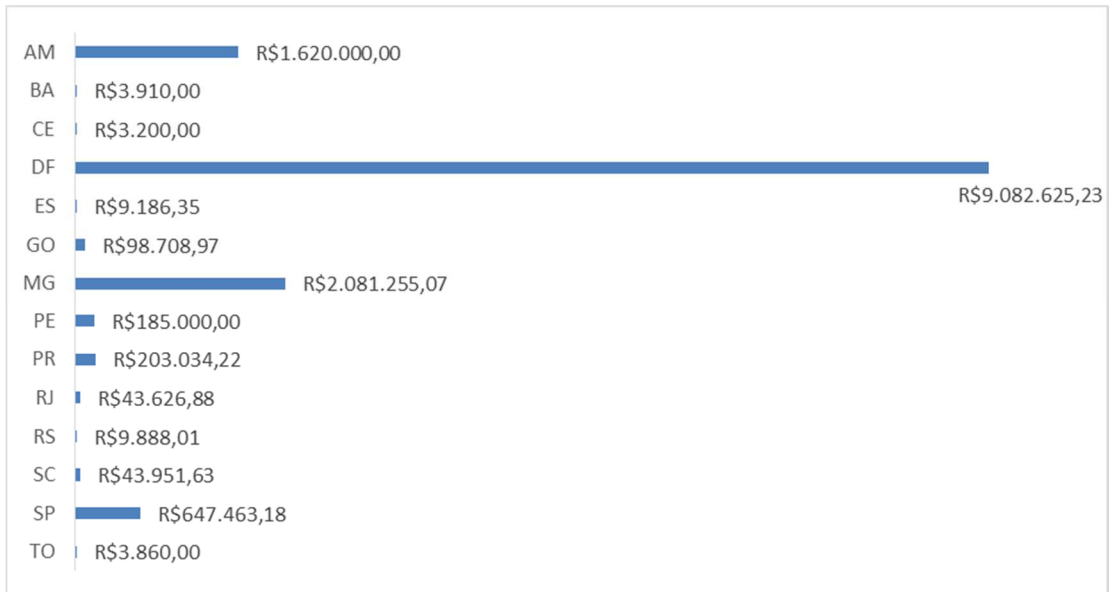 AM R$1.620.000,00
BA R$3.910,00
CE R$3.200,00
DF R$9.082.625,23
ES R$9.186,35
GO R$98.708,97
MG R$2.081.255,07
PE R$185.000,00
PR R$203.034,22
RJ R$43.626,88
RS R$9.888,01
SC R$43.951,63
SP R$647.463,18
TO R$3.860,00